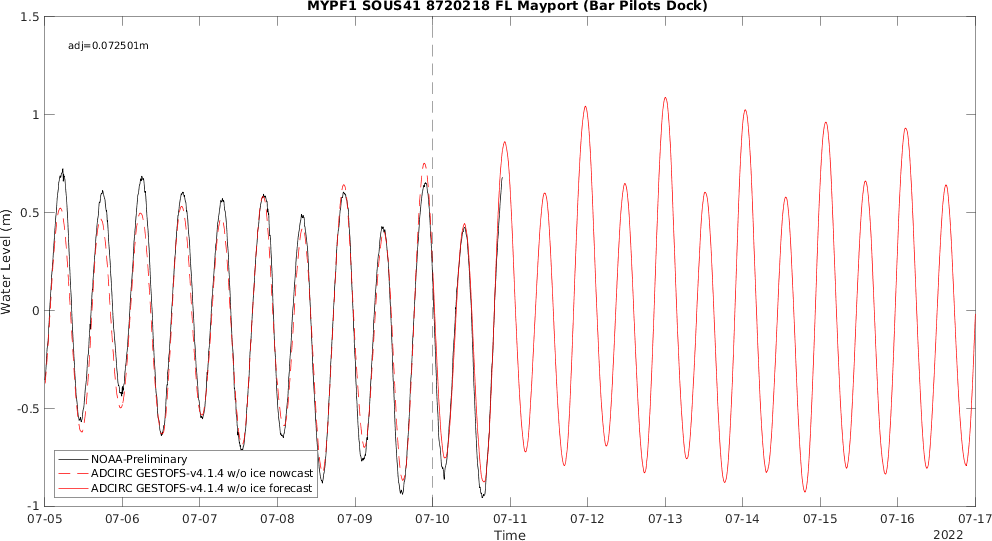 MYPF1 SOUS41 8720218 FL Mayport (Bar Pilots Dock)
1.5
adj=0.072501m
1
0.5
0
-0.5
-1
Water Level (m)
NOAA-Preliminary
ADCIRC GESTOFS-v4.1.4 w/o ice nowcast
ADCIRC GESTOFS-v4.1.4 w/o ice forecast
07-05 07-06 07-07 07-08 07-09 07-10 07-11 07-12 07-13 07-14 07-15 07-16 07-17
Time
2022